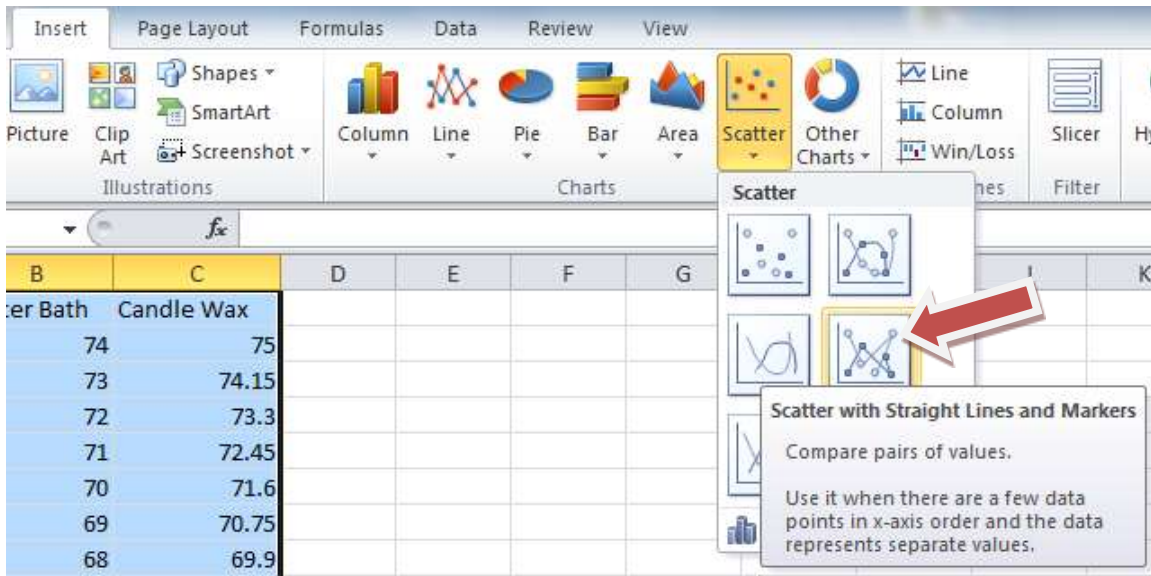 Insert Page Layout Formulas Data Review View
Picture Clip Art Shapes SmartArt Screenshot
Column Line Pie Bar Area Scatter Other Charts
Line Column Win/Loss Slicer
Illustrations Charts Filter
Scatter
fx
B C D E F G K
Bath Candle Wax
74 75
73 74.15
72 73.3
71 72.45
70 71.6
69 70.75
68 69.9
Scatter with Straight Lines and Markers
Compare pairs of values.
Use it when there are a few data
points in x-axis order and the data
represents separate values.